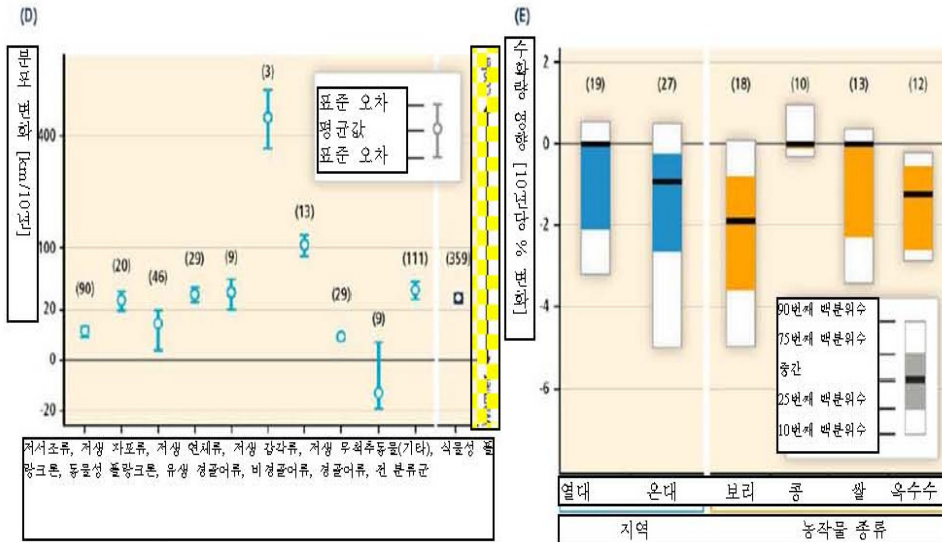 (D)
분포 변화 [km/10년]
400
100
20
0
-20
(90)
(20)
(46)
(29)
(9)
(3)
(13)
(29)
(9)
(111)
(359)
표준 오차
평균값
표준 오차
저서조류, 저생 자포류, 저생 연체류, 저생 갑각류, 저생 무척추동물(기타), 식물성 플
랑크론, 동물성 플랑크론, 유생 경골어류, 비경골어류, 경골어류, 전 분류군
(E)
수확량 영향 [10년당 % 변화]
2
0
-2
-4
-6
(19)
(27)
(18)
(10)
(13)
(12)
90번째 백분위수
75번째 백분위수
중간
25번째 백분위수
10번째 백분위수
열대 온대 보리 콩 쌀 옥수수
지역 농작물 종류